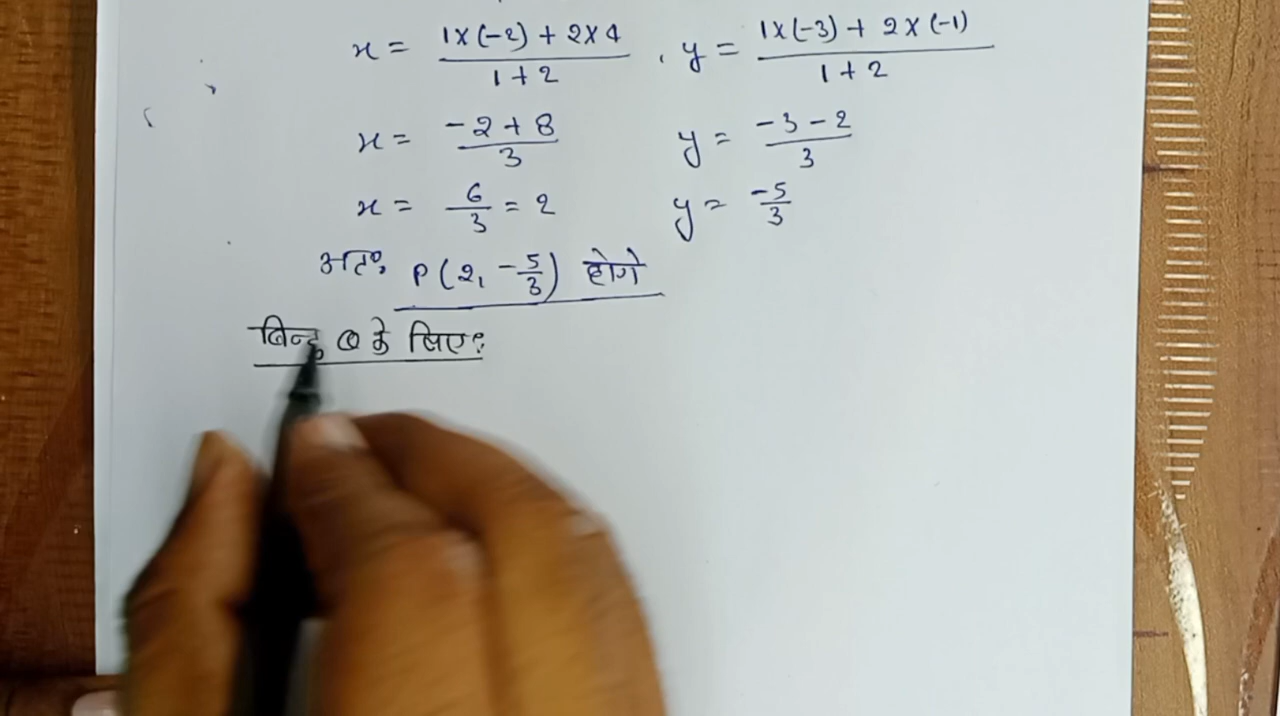 x = 1×(-2) + 2×4 / 1+2 , y = 1×(-3) + 2×(-1) / 1+2
x = -2+8 / 3 y = -3-2 / 3
x = 6/3 = 2 y = -5/3
अतः, P(2, -5/3) होगे
बिन्दु Q के लिए: